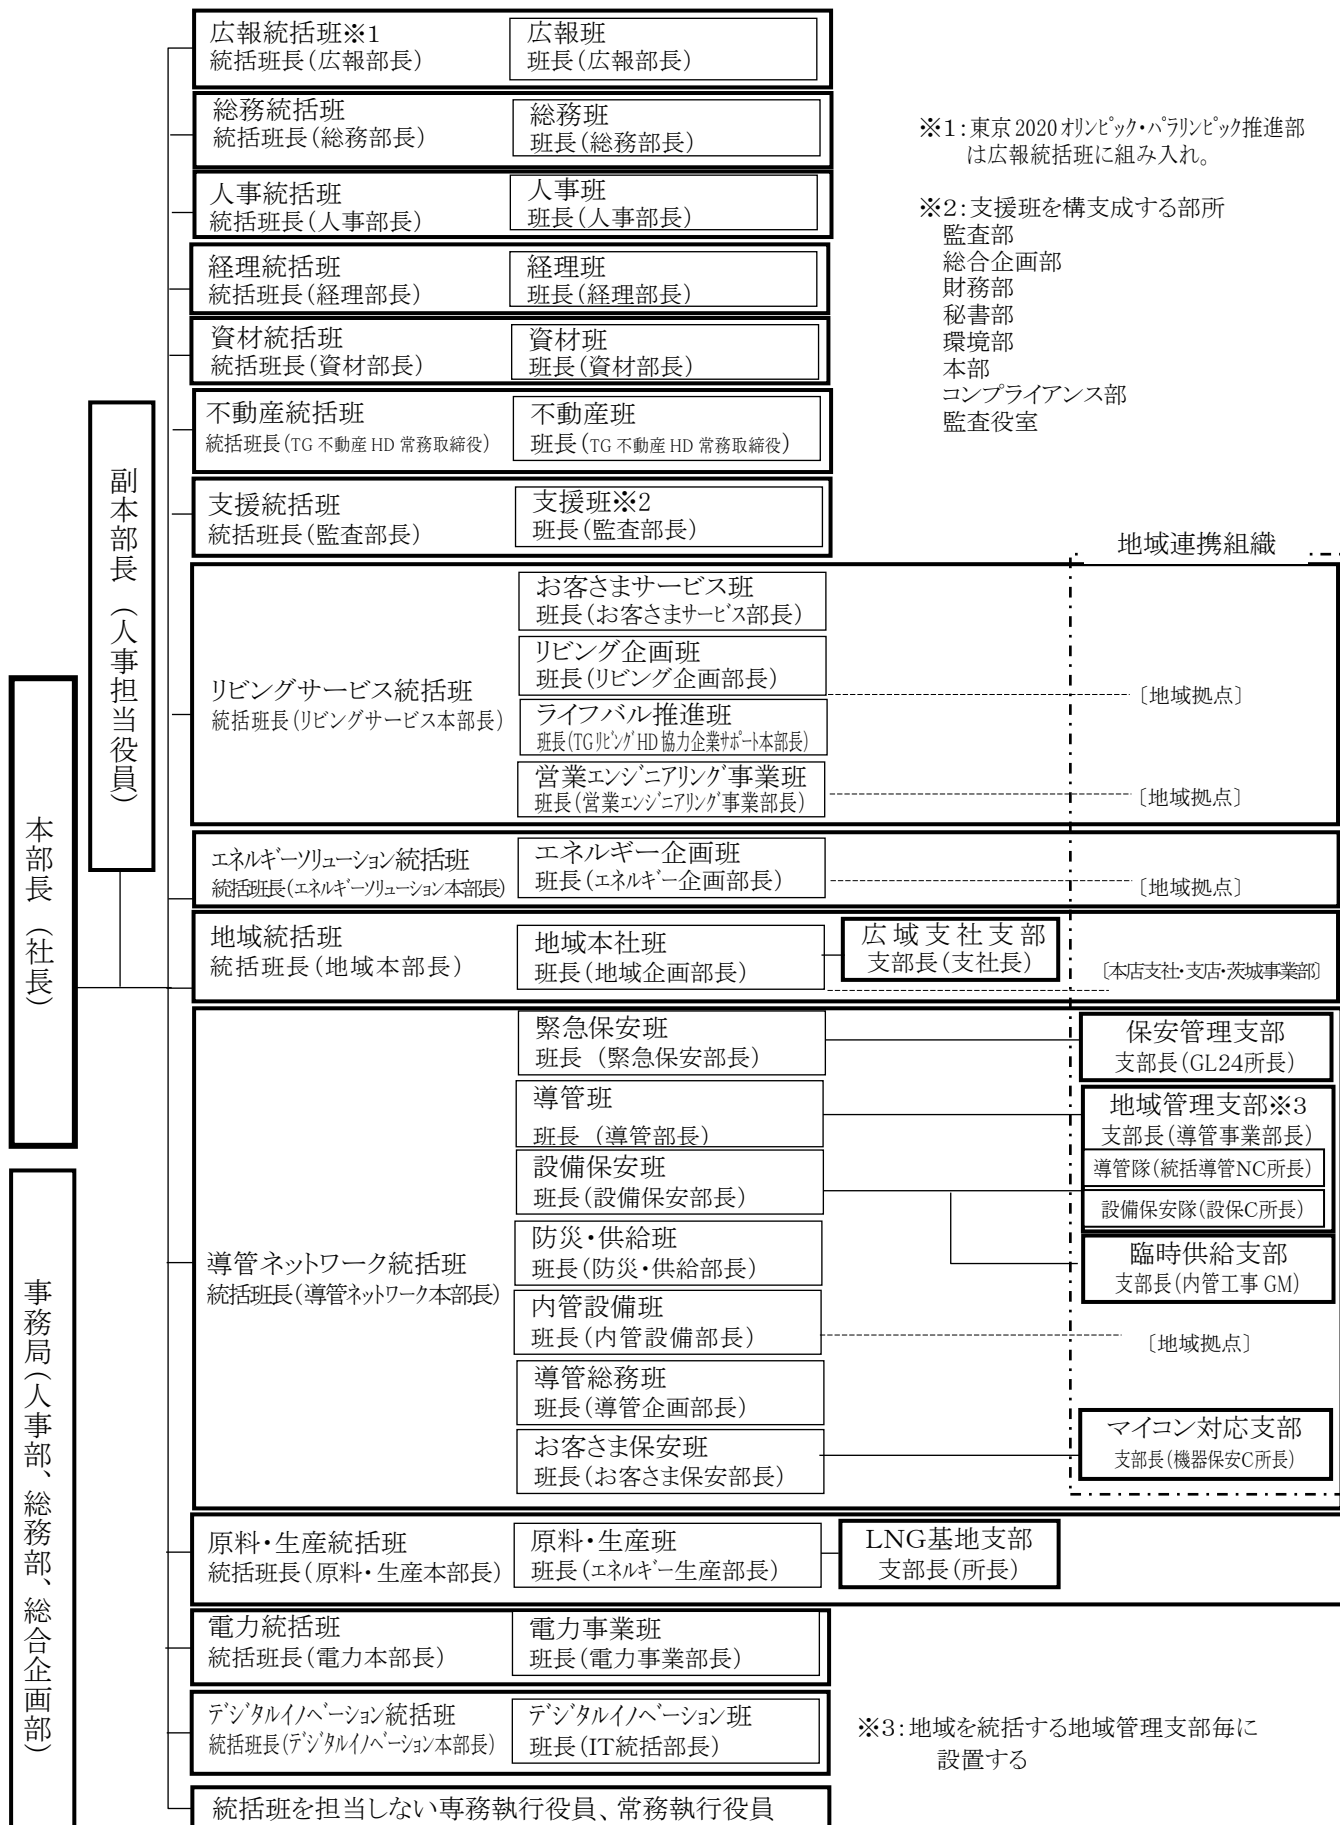 広報統括班※1
統括班長(広報部長)
広報班
班長(広報部長)
総務統括班
統括班長(総務部長)
総務班
班長(総務部長)
人事統括班
統括班長(人事部長)
人事班
班長(人事部長)
経理統括班
統括班長(経理部長)
経理班
班長(経理部長)
資材統括班
統括班長(資材部長)
資材班
班長(資材部長)
不動産統括班
統括班長(TG 不動産 HD 常務取締役)
不動産班
班長(TG 不動産 HD 常務取締役)
支援統括班
統括班長(監査部長)
支援班※2
班長(監査部長)
※1:東京2020オリンピック・パラリンピック推進部
は広報統括班に組み入れ。
※2:支援班を構支成する部所
監査部
総合企画部
財務部
秘書部
環境部
本部
コンプライアンス部
監査役室
副本部長 (人事担当役員)
本部長 (社長)
事務局(人事部、総務部、総合企画部)
地域連携組織
リビングサービス統括班
統括班長(リビングサービス本部長)
お客さまサービス班
班長(お客さまサービス部長)
リビング企画班
班長(リビング企画部長)
〔地域拠点〕
ライフバル推進班
班長(TGリビングHD協力企業サポート本部長)
営業エンジニアリング事業班
班長(営業エンジニアリング事業部長)
〔地域拠点〕
エネルギーソリューション統括班
統括班長(エネルギーソリューション本部長)
エネルギー企画班
班長(エネルギー企画部長)
〔地域拠点〕
地域統括班
統括班長(地域本部長)
地域本社班
班長(地域企画部長)
広域支社支部
支部長(支社長)
〔本店支社・支店・茨城事業部〕
導管ネットワーク統括班
統括班長(導管ネットワーク本部長)
緊急保安班
班長 (緊急保安部長)
保安管理支部
支部長(GL24所長)
導管班
班長 (導管部長)
地域管理支部※3
支部長(導管事業部長)
導管隊(統括導管NC所長)
設備保安隊(設保C所長)
設備保安班
班長(設備保安部長)
臨時供給支部
支部長(内管工事 GM)
防災・供給班
班長(防災・供給部長)
内管設備班
班長(内管設備部長)
〔地域拠点〕
導管総務班
班長(導管企画部長)
お客さま保安班
班長(お客さま保安部長)
マイコン対応支部
支部長(機器保安C所長)
原料・生産統括班
統括班長(原料・生産本部長)
原料・生産班
班長(エネルギー生産部長)
LNG基地支部
支部長(所長)
電力統括班
統括班長(電力本部長)
電力事業班
班長(電力事業部長)
デジタルイノベーション統括班
統括班長(デジタルイノベーション本部長)
デジタルイノベーション班
班長(IT統括部長)
※3:地域を統括する地域管理支部毎に
設置する
統括班を担当しない専務執行役員、常務執行役員